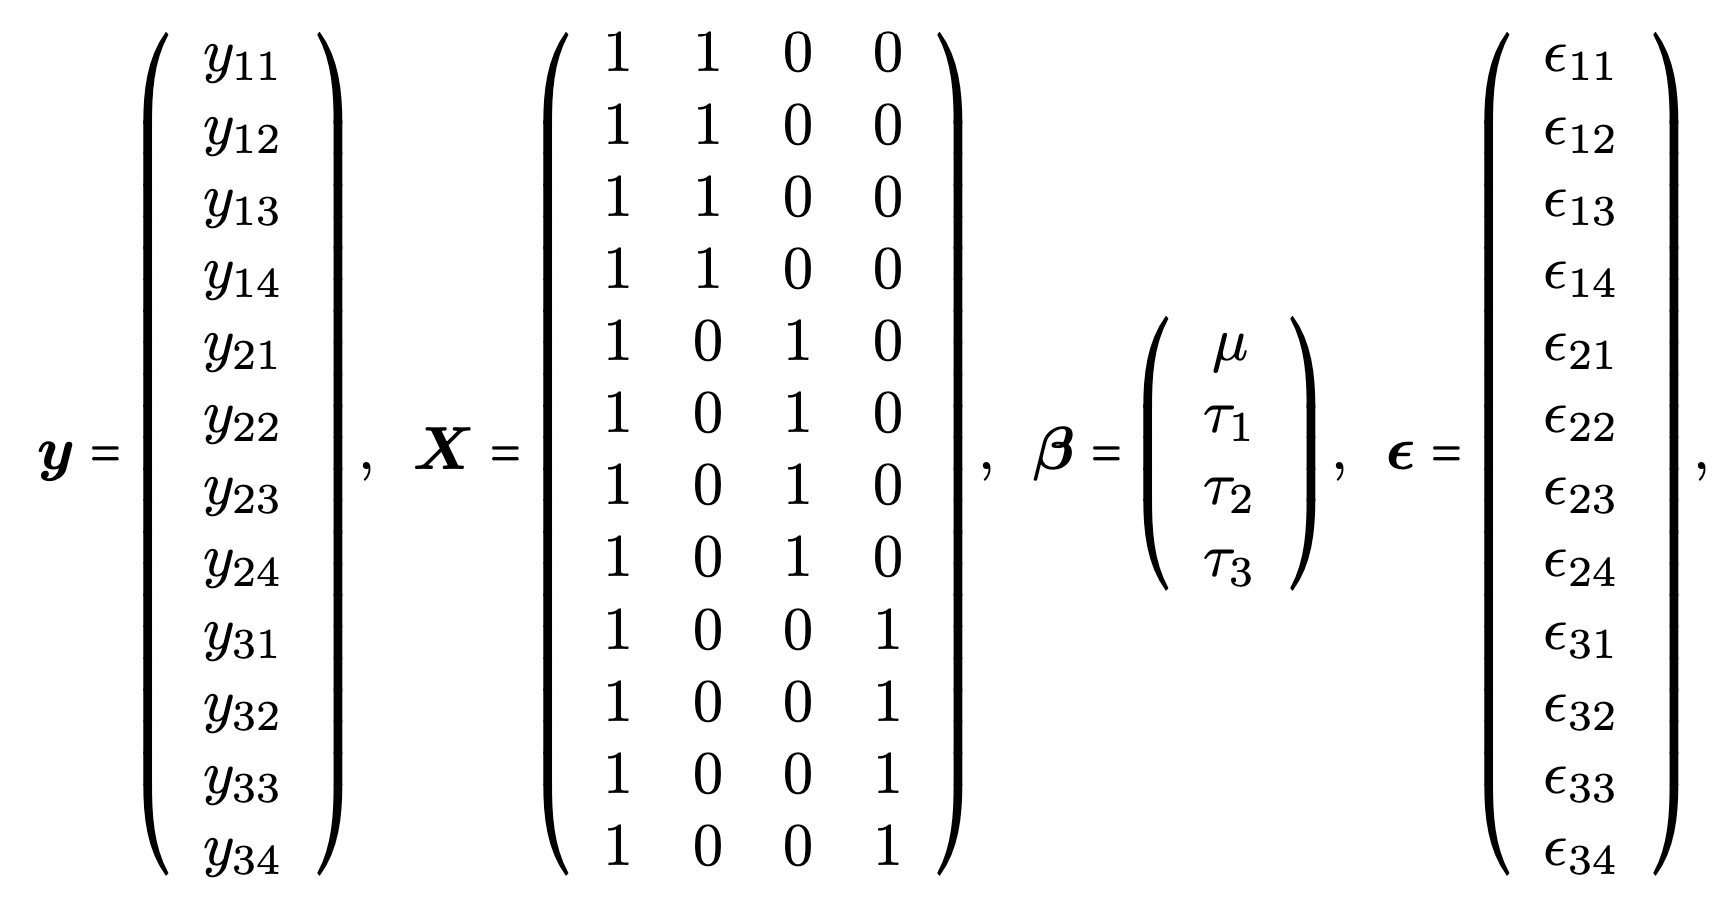 y₁₁ 1 1 0 0 ϵ₁₁
y₁₂ 1 1 0 0 ϵ₁₂
y₁₃ 1 1 0 0 ϵ₁₃
y₁₄ 1 1 0 0 ϵ₁₄
y₂₁ 1 0 1 0 μ ϵ₂₁
y₂₂ 1 0 1 0 τ₁ ϵ₂₂
y = , X = , β = , ϵ = ,
y₂₃ 1 0 1 0 τ₂ ϵ₂₃
y₂₄ 1 0 1 0 τ₃ ϵ₂₄
y₃₁ 1 0 0 1 ϵ₃₁
y₃₂ 1 0 0 1 ϵ₃₂
y₃₃ 1 0 0 1 ϵ₃₃
y₃₄ 1 0 0 1 ϵ₃₄